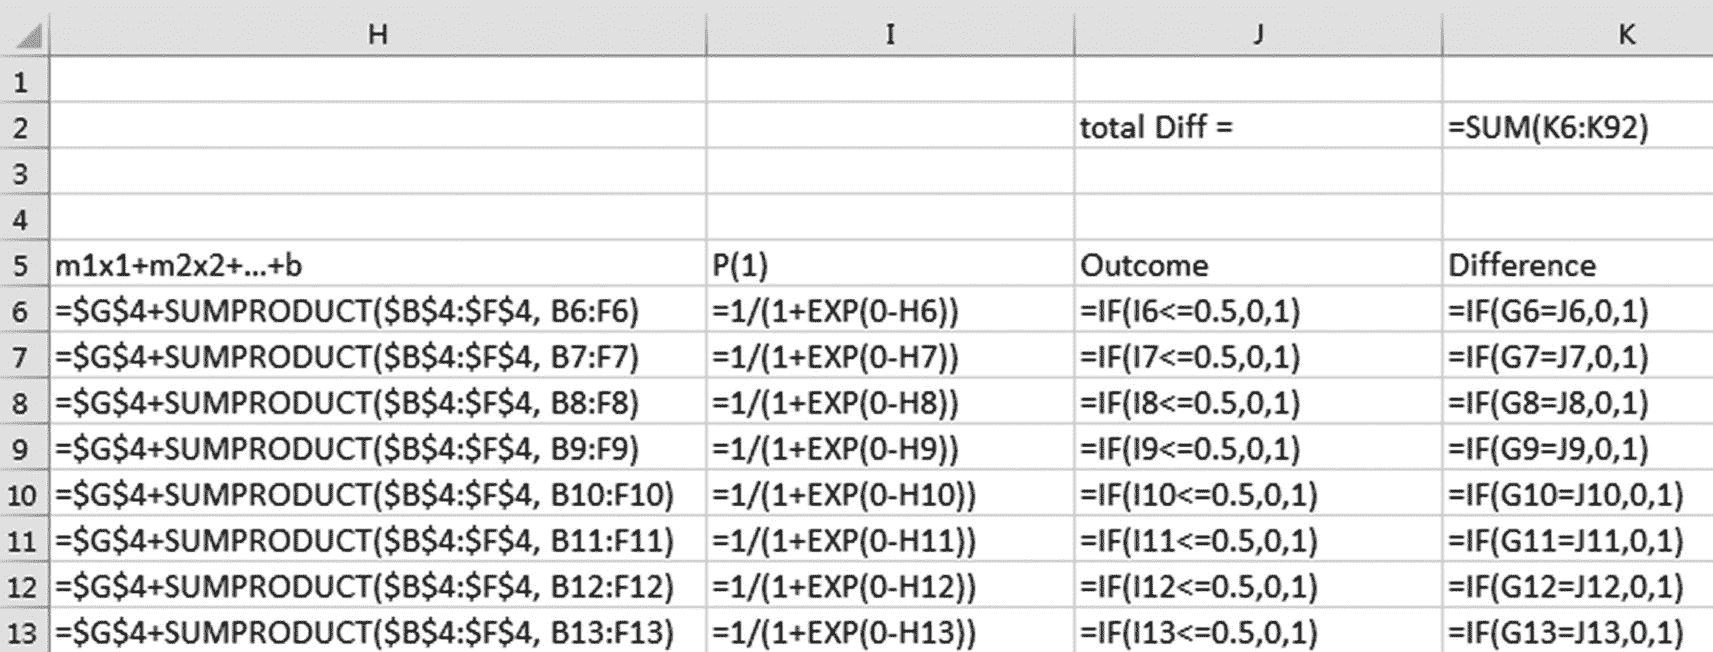 H I J K
1
2 total Diff = =SUM(K6:K92)
3
4
5 m1x1+m2x2+...+b P(1) Outcome Difference
6 =$G$4+SUMPRODUCT($B$4:$F$4, B6:F6) =1/(1+EXP(0-H6)) =IF(I6<=0.5,0,1) =IF(G6=J6,0,1)
7 =$G$4+SUMPRODUCT($B$4:$F$4, B7:F7) =1/(1+EXP(0-H7)) =IF(I7<=0.5,0,1) =IF(G7=J7,0,1)
8 =$G$4+SUMPRODUCT($B$4:$F$4, B8:F8) =1/(1+EXP(0-H8)) =IF(I8<=0.5,0,1) =IF(G8=J8,0,1)
9 =$G$4+SUMPRODUCT($B$4:$F$4, B9:F9) =1/(1+EXP(0-H9)) =IF(I9<=0.5,0,1) =IF(G9=J9,0,1)
10 =$G$4+SUMPRODUCT($B$4:$F$4, B10:F10) =1/(1+EXP(0-H10)) =IF(I10<=0.5,0,1) =IF(G10=J10,0,1)
11 =$G$4+SUMPRODUCT($B$4:$F$4, B11:F11) =1/(1+EXP(0-H11)) =IF(I11<=0.5,0,1) =IF(G11=J11,0,1)
12 =$G$4+SUMPRODUCT($B$4:$F$4, B12:F12) =1/(1+EXP(0-H12)) =IF(I12<=0.5,0,1) =IF(G12=J12,0,1)
13 =$G$4+SUMPRODUCT($B$4:$F$4, B13:F13) =1/(1+EXP(0-H13)) =IF(I13<=0.5,0,1) =IF(G13=J13,0,1)